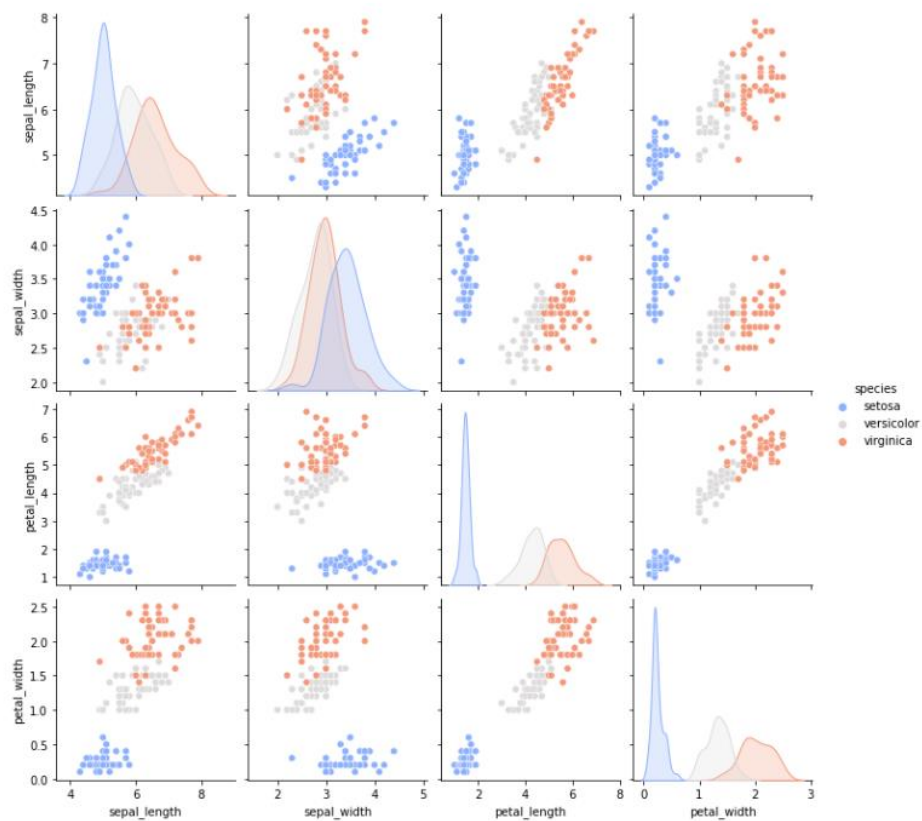 8
7
6
5
sepal_length
4.5
4.0
3.5
3.0
2.5
2.0
sepal_width
species
setosa
versicolor
virginica
7
6
5
4
3
2
1
petal_length
2.5
2.0
1.5
1.0
0.5
0.0
petal_width
4 6 8 2 3 4 5 2 4 6 8 0 1 2 3
sepal_length sepal_width petal_length petal_width